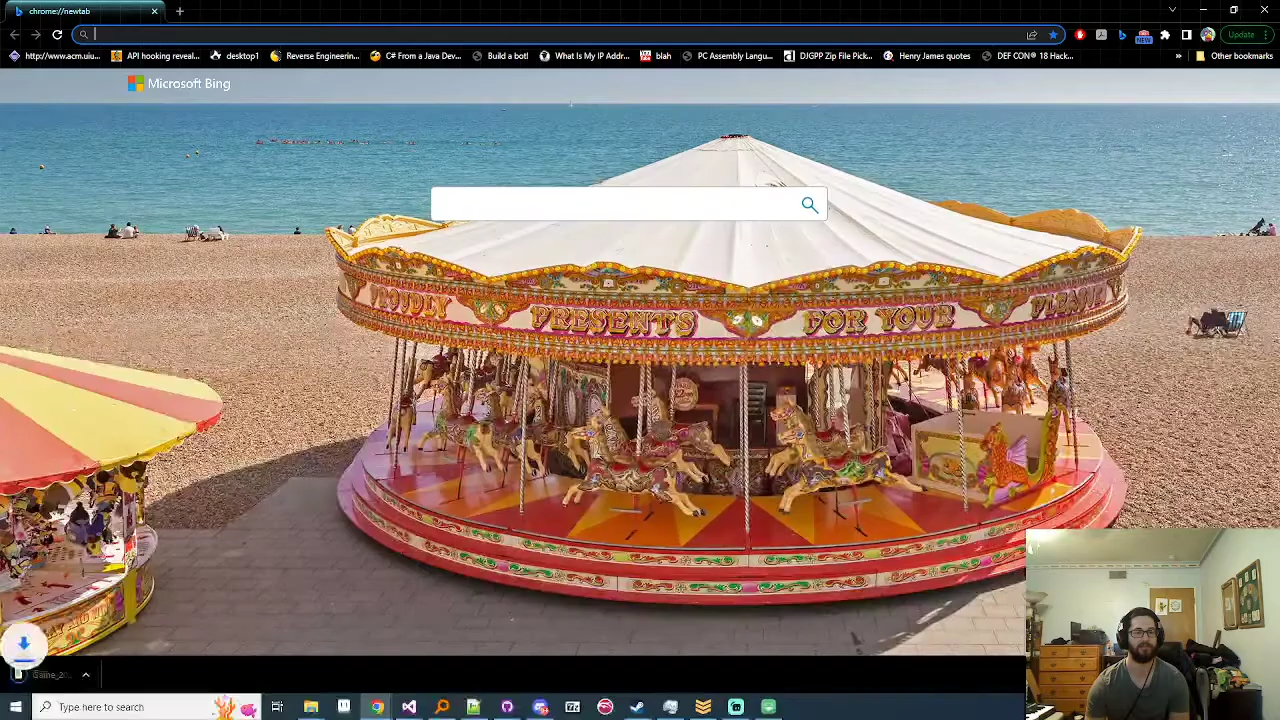 chrome://newtab
Update
http://www.acm.uiu...
API hooking reveal...
desktop1
Reverse Engineerin...
C# From a Java Dev...
Build a bot!
What Is My IP Addr...
blah
PC Assembly Langu...
DJGPP Zip File Pick...
Henry James quotes
DEF CON® 18 Hack...
»
Other bookmarks
NEW
Microsoft Bing
PROUDLY PRESENTS FOR YOUR
Game_20...
Type here to search